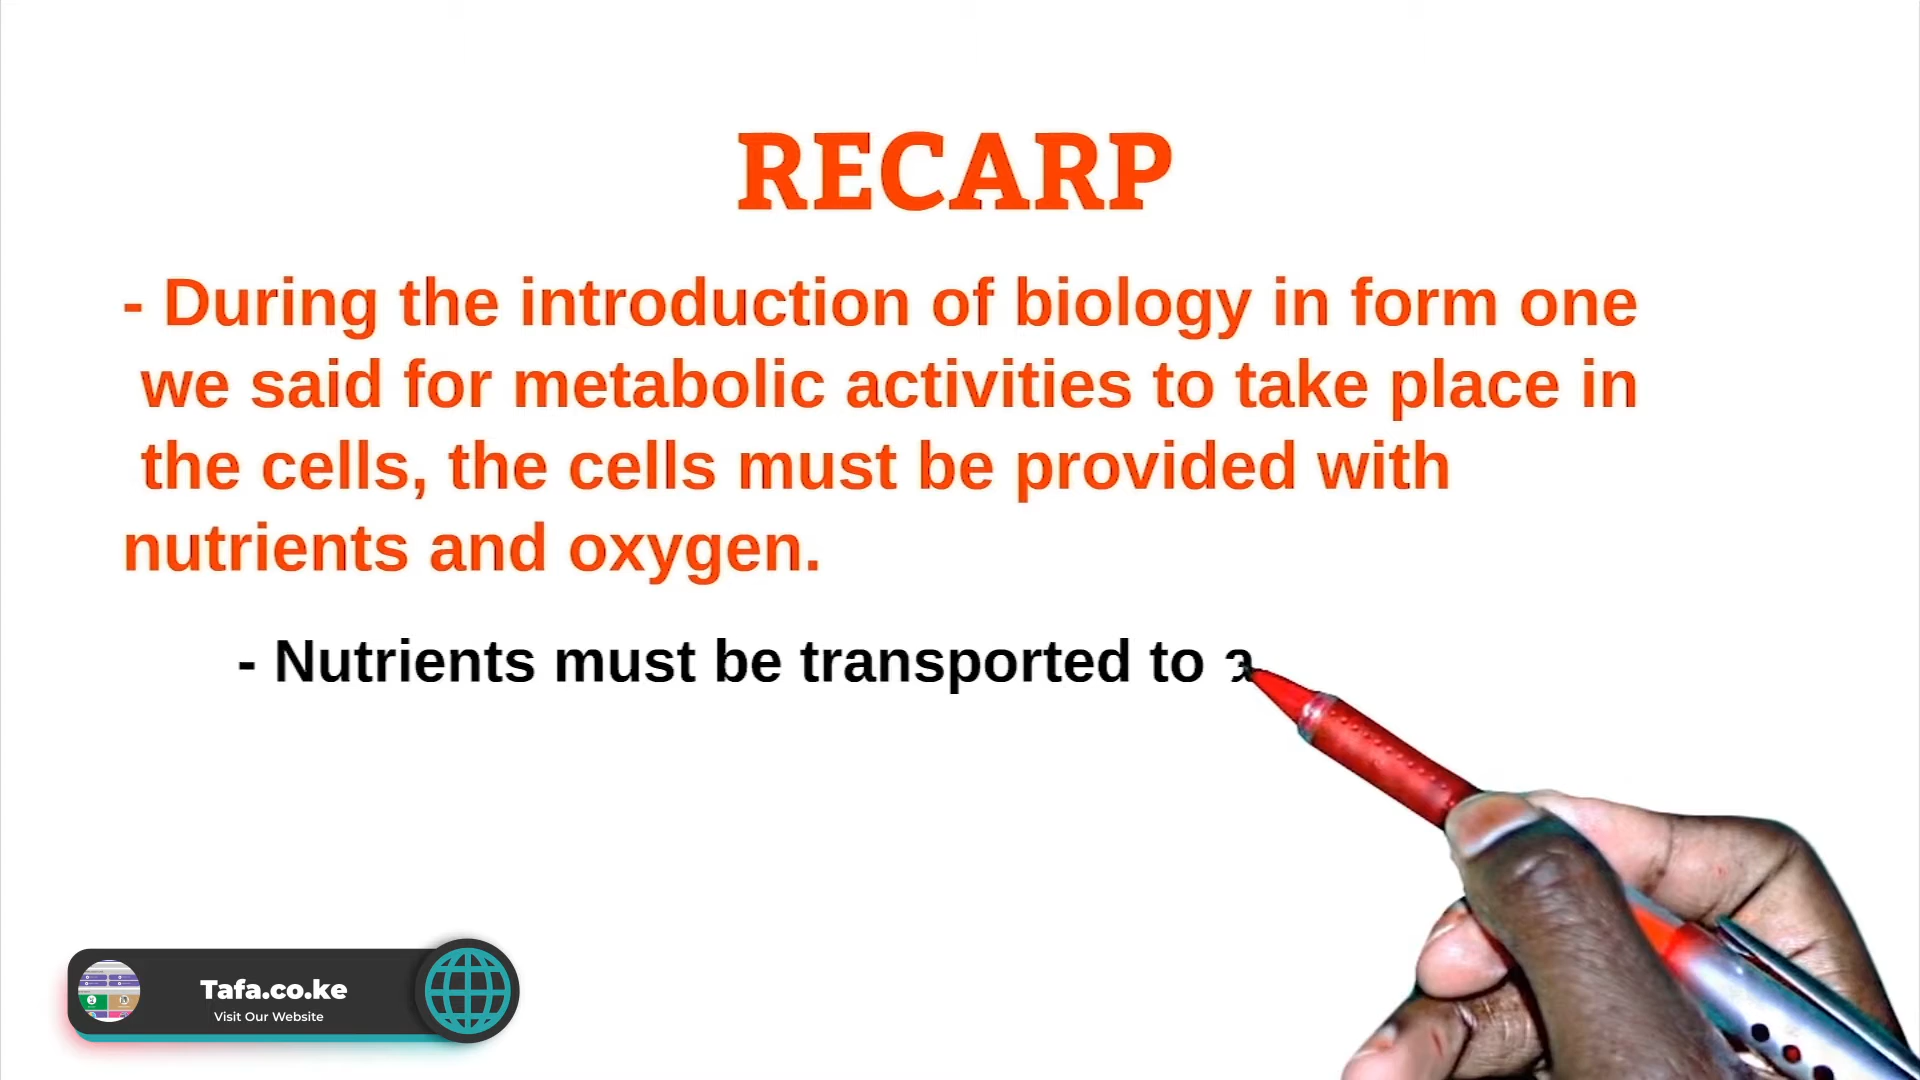 RECARP
- During the introduction of biology in form one
we said for metabolic activities to take place in
the cells, the cells must be provided with
nutrients and oxygen.
- Nutrients must be transported to a
Tafa.co.ke
Visit Our Website